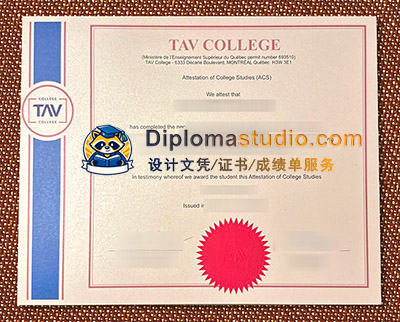 TAV COLLEGE
(Ministère de l'Enseignement Supérieur du Québec permit number 693510)
TAV College - 6333 Décarie Boulevard, MONTRÉAL Québec, H3W 3E1
Attestation of College Studies (ACS)
We attest that
COLLÈGE
TAV
COLLEGE
has completed the
Diplomastudio.com
设计文凭/证书/成绩单服务
In testimony whereof we award the student this Attestation of College Studies
Issued in